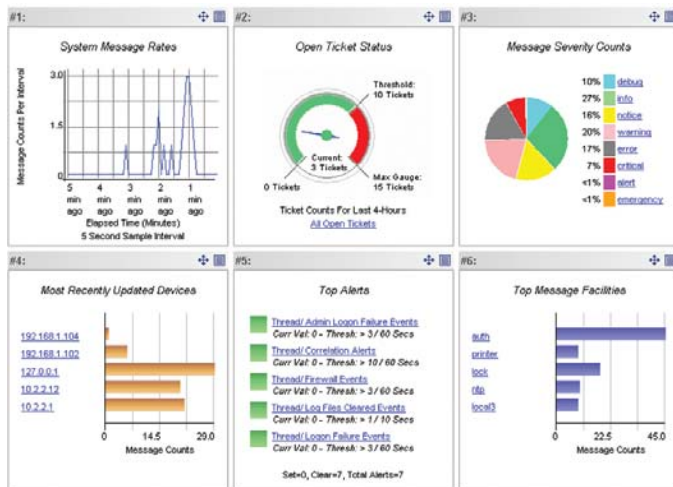 #1:
System Message Rates
Message Counts Per Interval
3.0
1.5
0
5 4 3 2 1
min min min min min
ago ago ago ago ago
Elapsed Time (Minutes)
5 Second Sample Interval
#2:
Open Ticket Status
Threshold:
10 Tickets
Current:
3 Tickets
0 Tickets
Max Gauge:
15 Tickets
Ticket Counts For Last 4-Hours
All Open Tickets
#3:
Message Severity Counts
10% debug
27% info
16% notice
20% warning
17% error
7% critical
<1% alert
<1% emergency
#4:
Most Recently Updated Devices
192.168.1.104
192.168.1.102
127.0.0.1
10.2.2.12
10.2.2.1
0 14.5 20.0
Message Counts
#5:
Top Alerts
Thread/ Admin Logon Failure Events
Curr Val: 0 - Thresh: > 3 / 60 Secs
Thread/ Correlation Alerts
Curr Val: 0 - Thresh: > 10 / 60 Secs
Thread/ Firewall Events
Curr Val: 0 - Thresh: > 3 / 60 Secs
Thread/ Log Files Cleared Events
Curr Val: 0 - Thresh: > 1 / 10 Secs
Thread/ Logon Failure Events
Curr Val: 0 - Thresh: > 3 / 60 Secs
Set=0, Clear=7, Total Alerts=7
#6:
Top Message Facilities
auth
printer
lock
ntp
local3
0 22.5 45.0
Message Counts